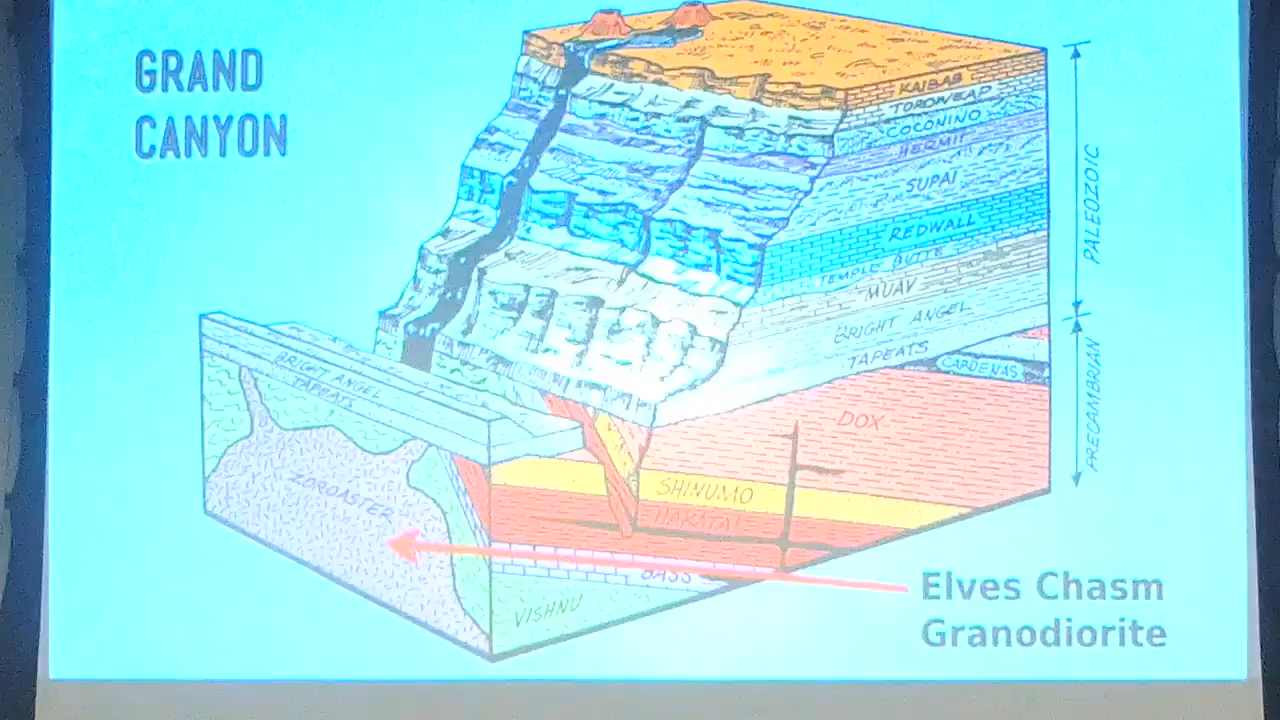 GRAND
CANYON
KAIBAB
TOROWEAP
COCONINO
HERMIT
SUPAI
REDWALL
TEMPLE BUTTE
MUAV
BRIGHT ANGEL
TAPEATS
CARDENAS
PALEOZOIC
PRECAMBRIAN
BRIGHT ANGEL
TAPEATS
DOX
ZOROASTER
SHINUMO
HAKATAI
BASS
VISHNU
Elves Chasm
Granodiorite